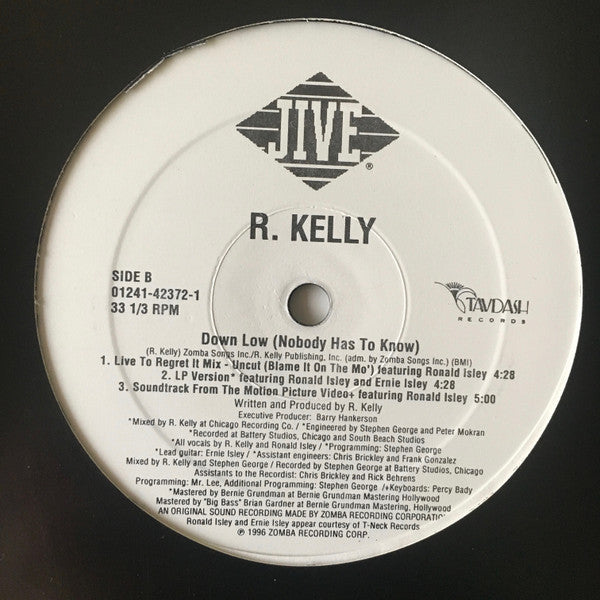 JIVE
®
R. KELLY
SIDE B
01241-42372-1
33 1/3 RPM
TAVDASH
RECORDS
Down Low (Nobody Has To Know)
(R. Kelly) Zomba Songs Inc./R. Kelly Publishing, Inc. (adm. by Zomba Songs Inc.) (BMI)
1. Live To Regret It Mix - Uncut (Blame It On The Mo') featuring Ronald Isley 4:28
2. LP Version* featuring Ronald Isley and Ernie Isley 4:28
3. Soundtrack From The Motion Picture Video+ featuring Ronald Isley 5:00
Written and Produced by R. Kelly
Executive Producer: Barry Hankerson
*Mixed by R. Kelly at Chicago Recording Co./ *Engineered by Stephen George and Peter Mokran
*Recorded at Battery Studios, Chicago and South Beach Studios
*All vocals by R. Kelly and Ronald Isley / *Programming: Stephen George
*Lead guitar: Ernie Isley / *Assistant engineers: Chris Brickley and Frank Gonzalez
Mixed by R. Kelly and Stephen George / Recorded by Stephen George at Battery Studios, Chicago
Assistants to the Recordist: Chris Brickley and Rick Behrens
Programming: Mr. Lee, Additional Programming: Stephen George /+Keyboards: Percy Bady
*Mastered by Bernie Grundman at Bernie Grundman Mastering Hollywood
Mastered by "Big Bass" Brian Gardner at Bernie Grundman Mastering, Hollywood
AN ORIGINAL SOUND RECORDING MADE BY ZOMBA RECORDING CORPORATION
Ronald Isley and Ernie Isley appear courtesy of T-Neck Records
℗ 1996 ZOMBA RECORDING CORP.